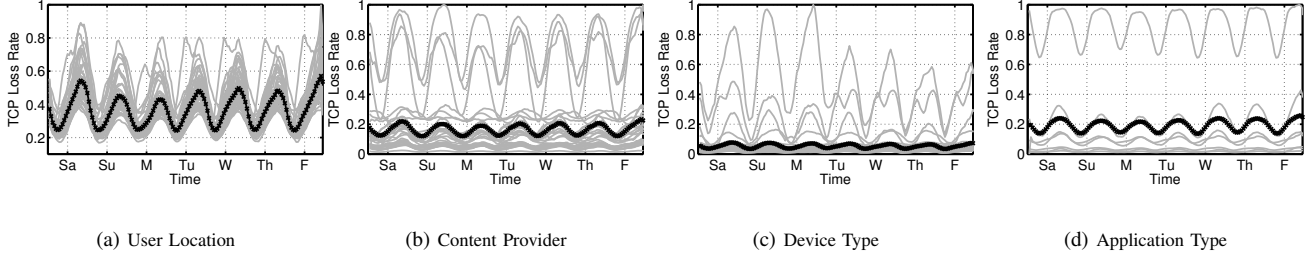 TCP Loss Rate
1
0.8
0.6
0.4
0.2
Sa Su M Tu W Th F
Time
(a) User Location
TCP Loss Rate
1
0.8
0.6
0.4
0.2
0
Sa Su M Tu W Th F
Time
(b) Content Provider
TCP Loss Rate
1
0.8
0.6
0.4
0.2
0
Sa Su M Tu W Th F
Time
(c) Device Type
TCP Loss Rate
1
0.8
0.6
0.4
0.2
0
Sa Su M Tu W Th F
Time
(d) Application Type